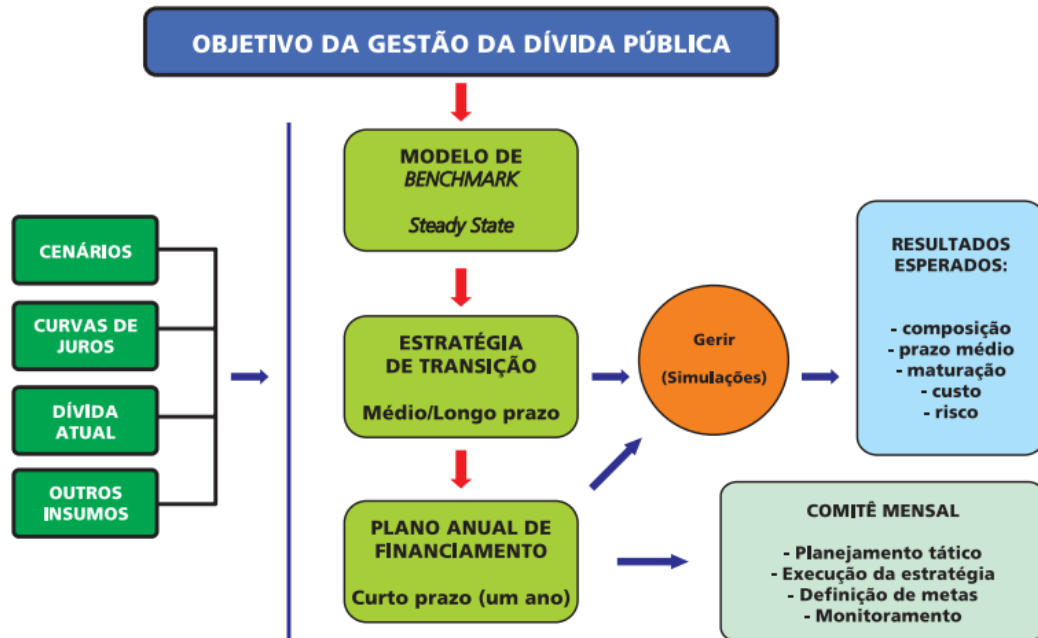 OBJETIVO DA GESTÃO DA DÍVIDA PÚBLICA
MODELO DE
BENCHMARK
Steady State
CENÁRIOS
CURVAS DE
JUROS
DÍVIDA
ATUAL
OUTROS
INSUMOS
ESTRATÉGIA
DE TRANSIÇÃO
Médio/Longo prazo
PLANO ANUAL DE
FINANCIAMENTO
Curto prazo (um ano)
Gerir
(Simulações)
RESULTADOS
ESPERADOS:
- composição
- prazo médio
- maturação
- custo
- risco
COMITÊ MENSAL
- Planejamento tático
- Execução da estratégia
- Definição de metas
- Monitoramento